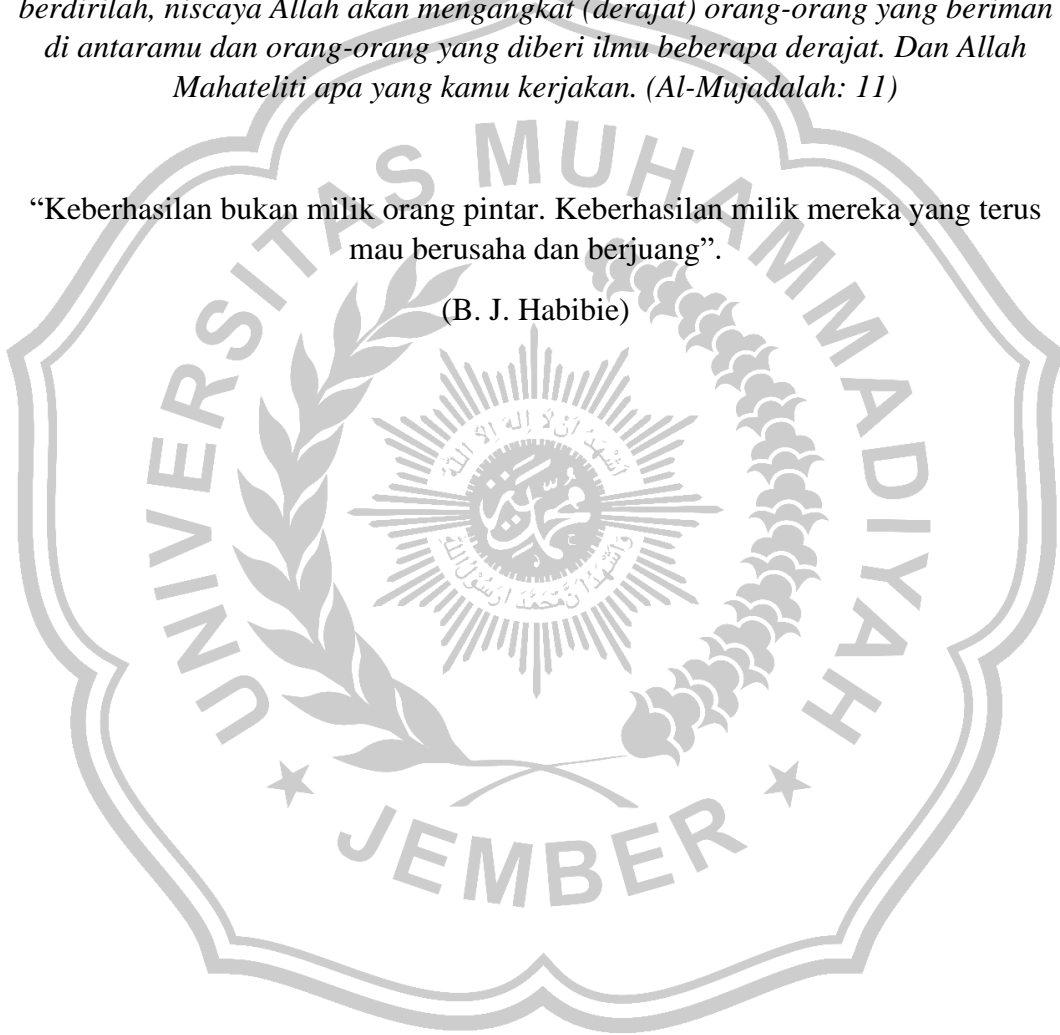 berdirilah, niscaya Allah akan mengangkat (derajat) orang-orang yang beriman
di antaramu dan orang-orang yang diberi ilmu beberapa derajat. Dan Allah
Mahateliti apa yang kamu kerjakan. (Al-Mujadalah: 11)
“Keberhasilan bukan milik orang pintar. Keberhasilan milik mereka yang terus
mau berusaha dan berjuang”.
(B. J. Habibie)
UNIVERSITAS MUHAMMADIYAH
JEMBER